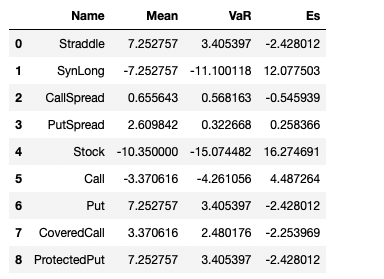 Name Mean VaR Es
0 Straddle 7.252757 3.405397 -2.428012
1 SynLong -7.252757 -11.100118 12.077503
2 CallSpread 0.655643 0.568163 -0.545939
3 PutSpread 2.609842 0.322668 0.258366
4 Stock -10.350000 -15.074482 16.274691
5 Call -3.370616 -4.261056 4.487264
6 Put 7.252757 3.405397 -2.428012
7 CoveredCall 3.370616 2.480176 -2.253969
8 ProtectedPut 7.252757 3.405397 -2.428012